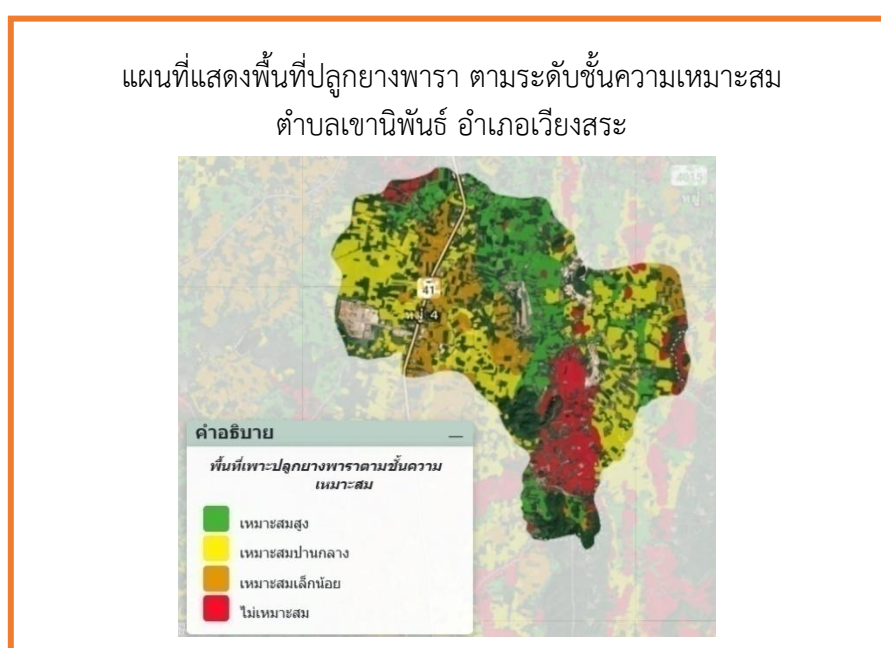 แผนที่แสดงพื้นที่ปลูกยางพารา ตามระดับชั้นความเหมาะสม
ตำบลเขานิพันธ์ อำเภอเวียงสระ
4015
หมู่
41
หมู่ 4
คำอธิบาย
พื้นที่เพาะปลูกยางพาราตามชั้นความ
เหมาะสม
เหมาะสมสูง
เหมาะสมปานกลาง
เหมาะสมเล็กน้อย
ไม่เหมาะสม